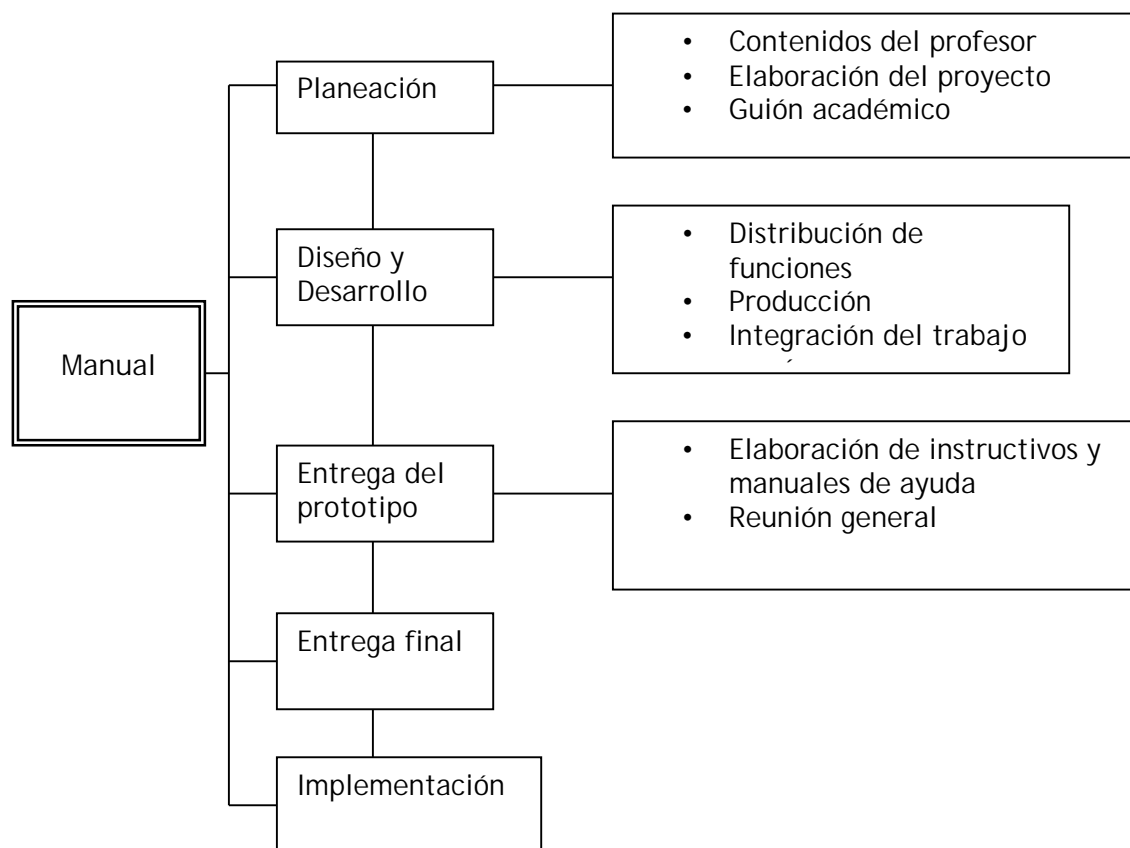 Manual
Planeación
• Contenidos del profesor
• Elaboración del proyecto
• Guión académico
Diseño y
Desarrollo
• Distribución de
funciones
• Producción
• Integración del trabajo
Entrega del
prototipo
• Elaboración de instructivos y
manuales de ayuda
• Reunión general
Entrega final
Implementación